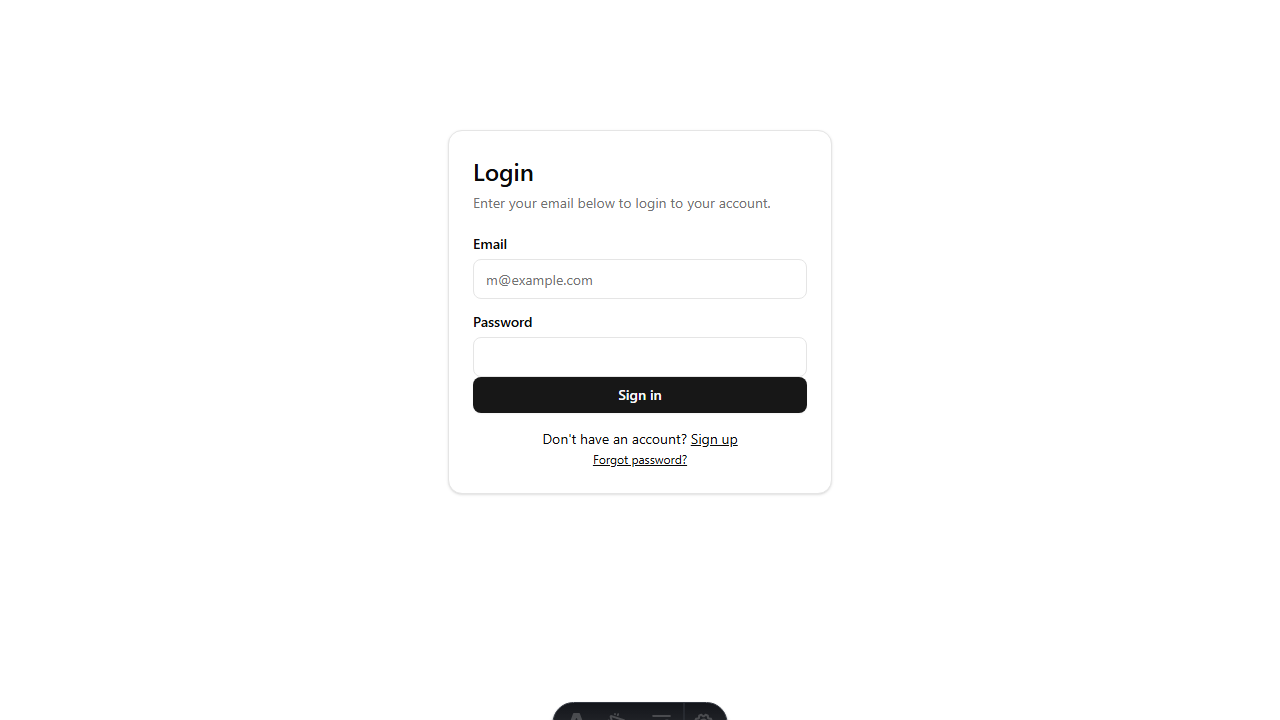 Login
Enter your email below to login to your account.
Email
m@example.com
Password
Sign in
Don't have an account? Sign up
Forgot password?